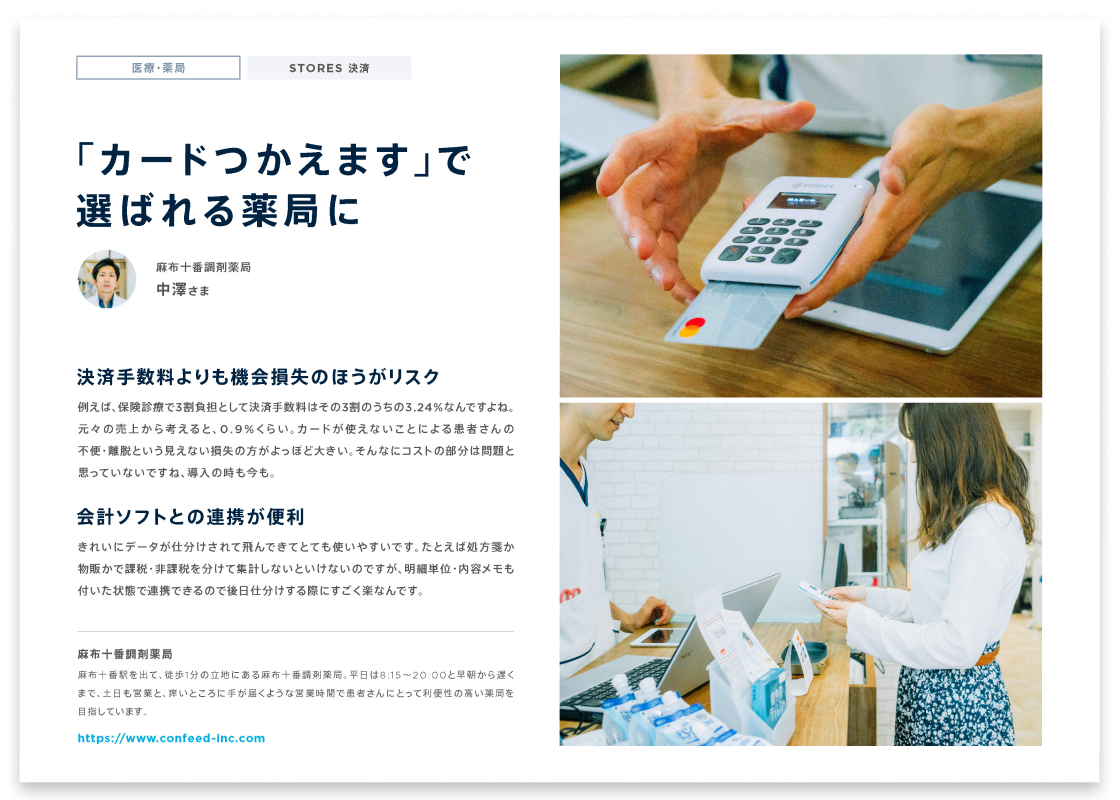 医療・薬局
STORES 決済
「カードつかえます」で
選ばれる薬局に
麻布十番調剤薬局
中澤さま
決済手数料よりも機会損失のほうがリスク
例えば、保険診療で3割負担として決済手数料はその3割のうちの3.24%なんですよね。
元々の売上から考えると、0.9%くらい。カードが使えないことによる患者さんの
不便・離脱という見えない損失の方がよっぽど大きい。そんなにコストの部分は問題と
思っていないですね、導入の時も今も。
会計ソフトとの連携が便利
きれいにデータが仕分けされて飛んできてとても使いやすいです。たとえば処方箋か
物販かで課税・非課税を分けて集計しないといけないのですが、明細単位・内容メモも
付いた状態で連携できるので後日仕分けする際にすごく楽なんです。
麻布十番調剤薬局
麻布十番駅を出て、徒歩1分の立地にある麻布十番調剤薬局。平日は8:15〜20:00と早朝から遅く
まで、土日も営業と、痒いところに手が届くような営業時間で患者さんにとって利便性の高い薬局を
目指しています。
https://www.confeed-inc.com
STORES